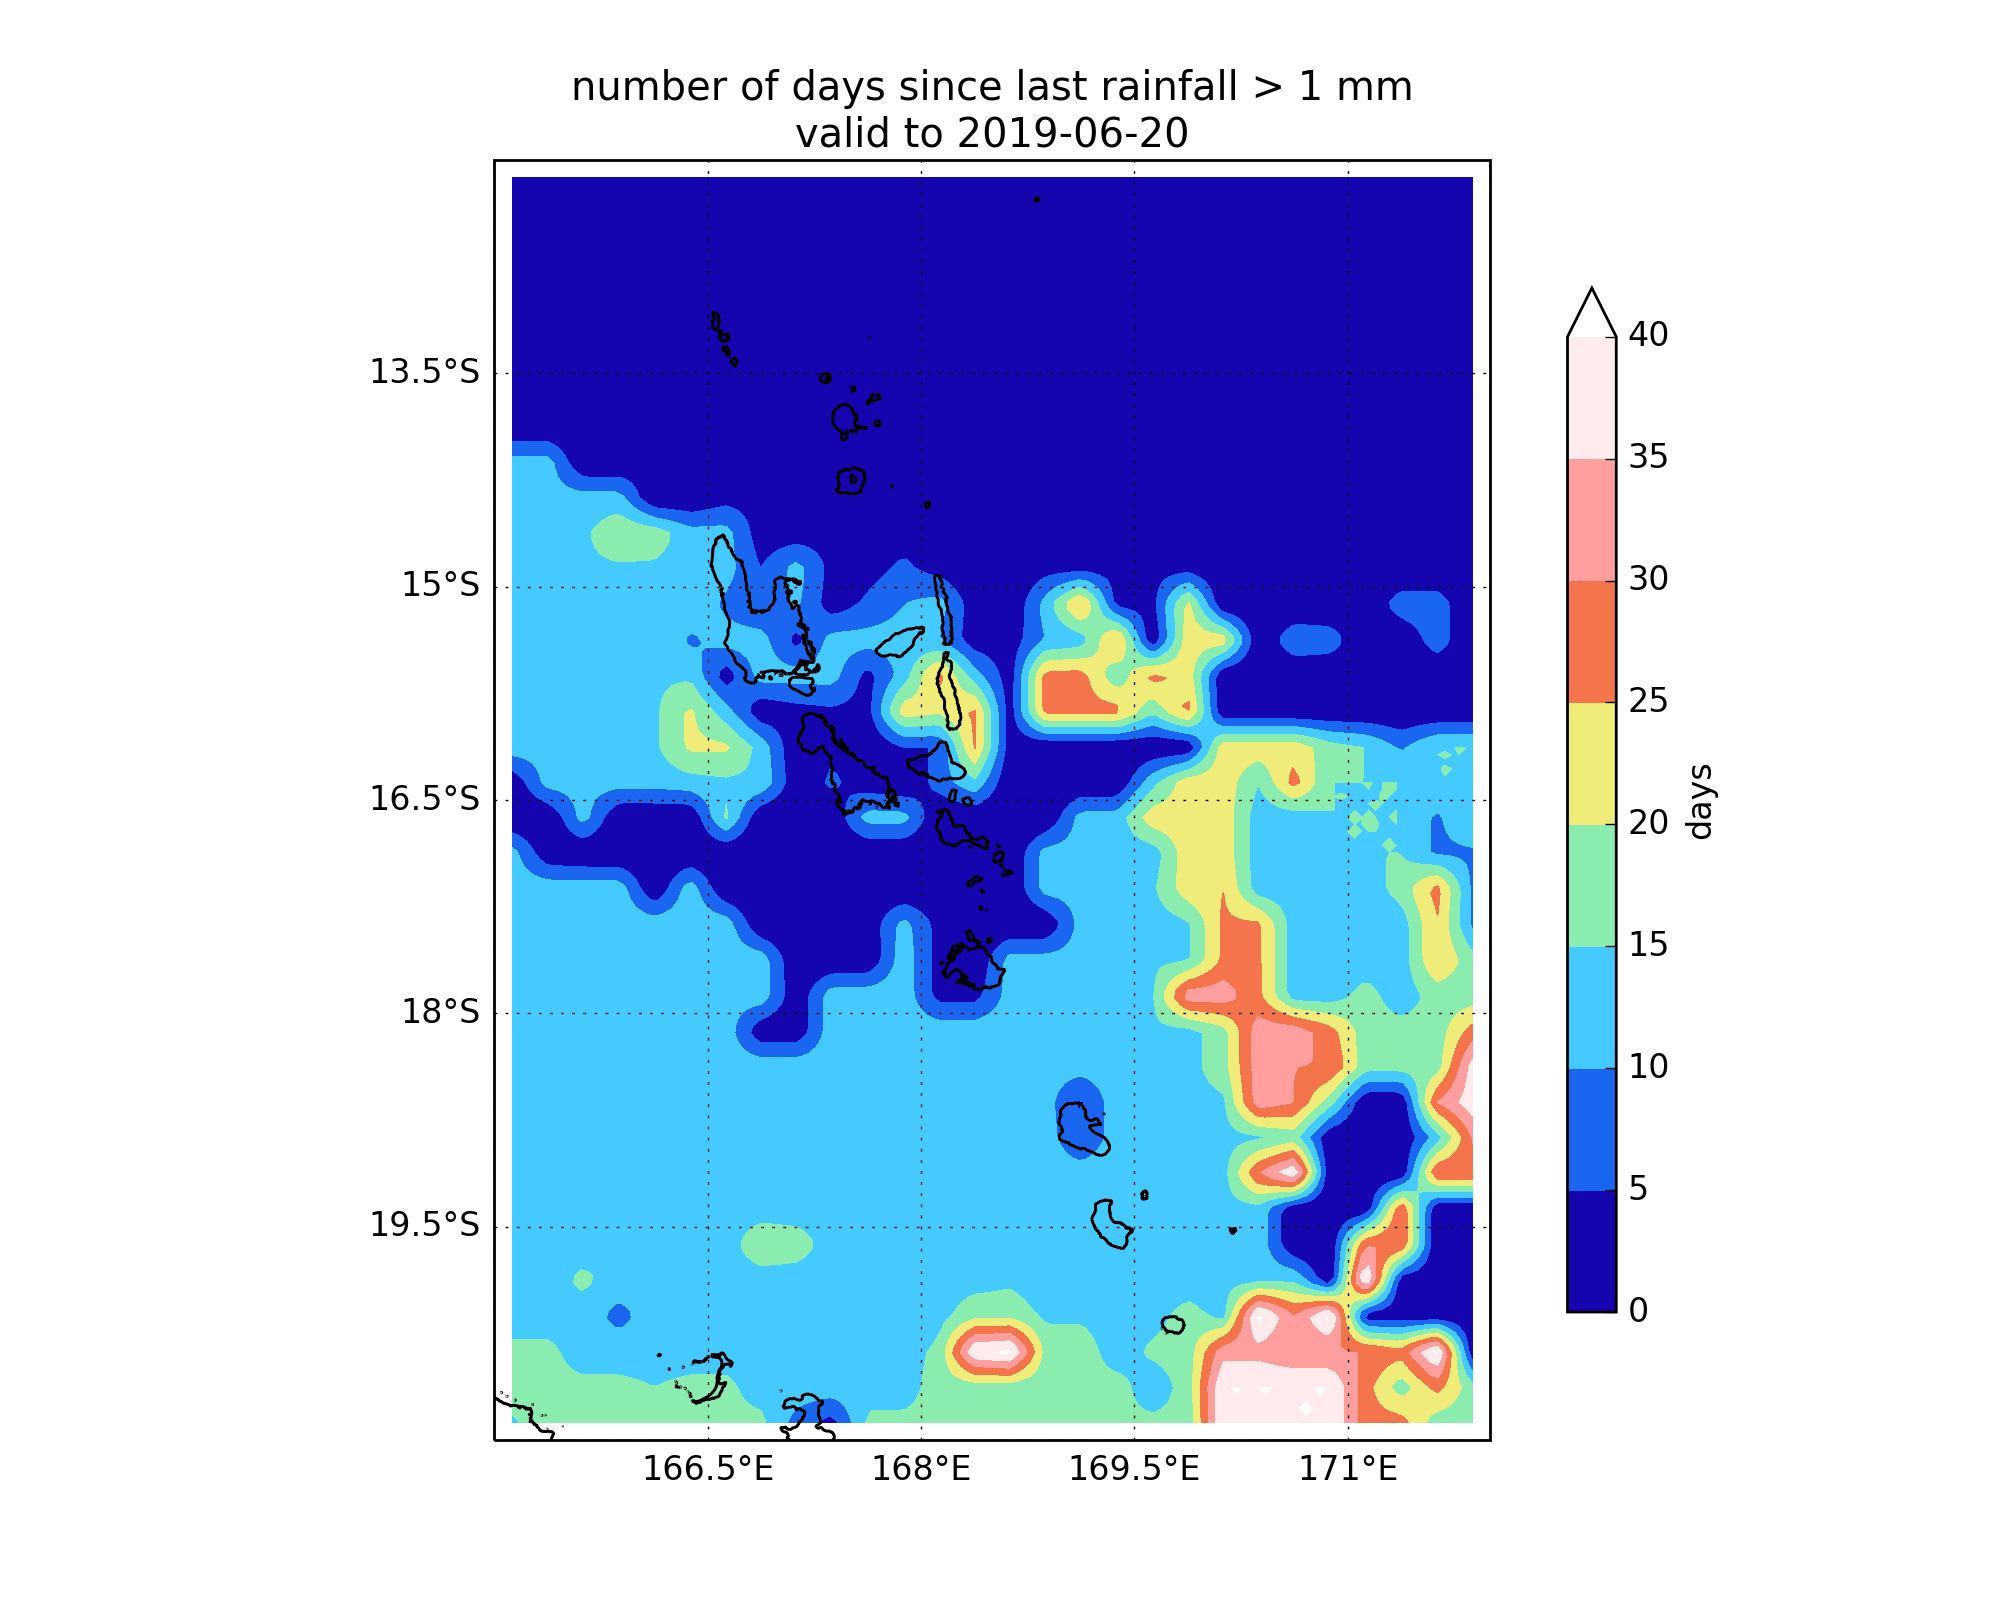 number of days since last rainfall > 1 mm
valid to 2019-06-20
13.5°S
15°S
16.5°S
18°S
19.5°S
166.5°E
168°E
169.5°E
171°E
40
35
30
25
20
15
10
5
0
days